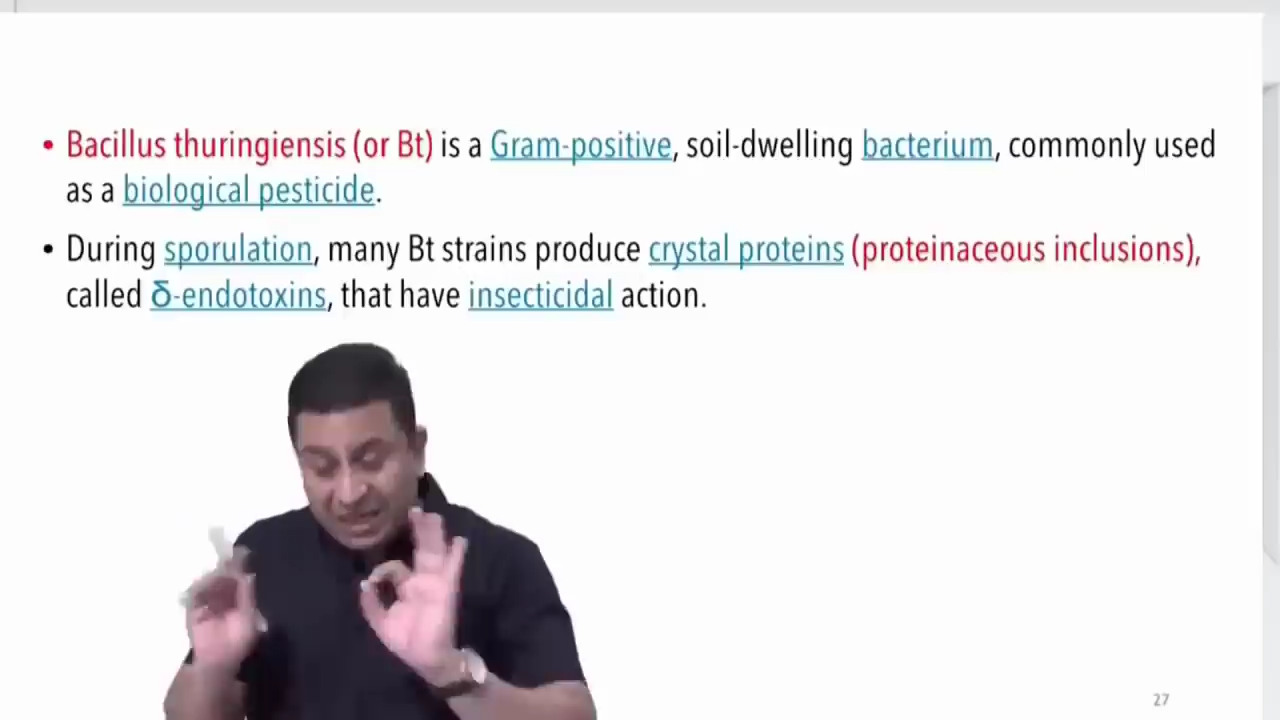 • Bacillus thuringiensis (or Bt) is a Gram-positive, soil-dwelling bacterium, commonly used
as a biological pesticide.
• During sporulation, many Bt strains produce crystal proteins (proteinaceous inclusions),
called δ-endotoxins, that have insecticidal action.
27